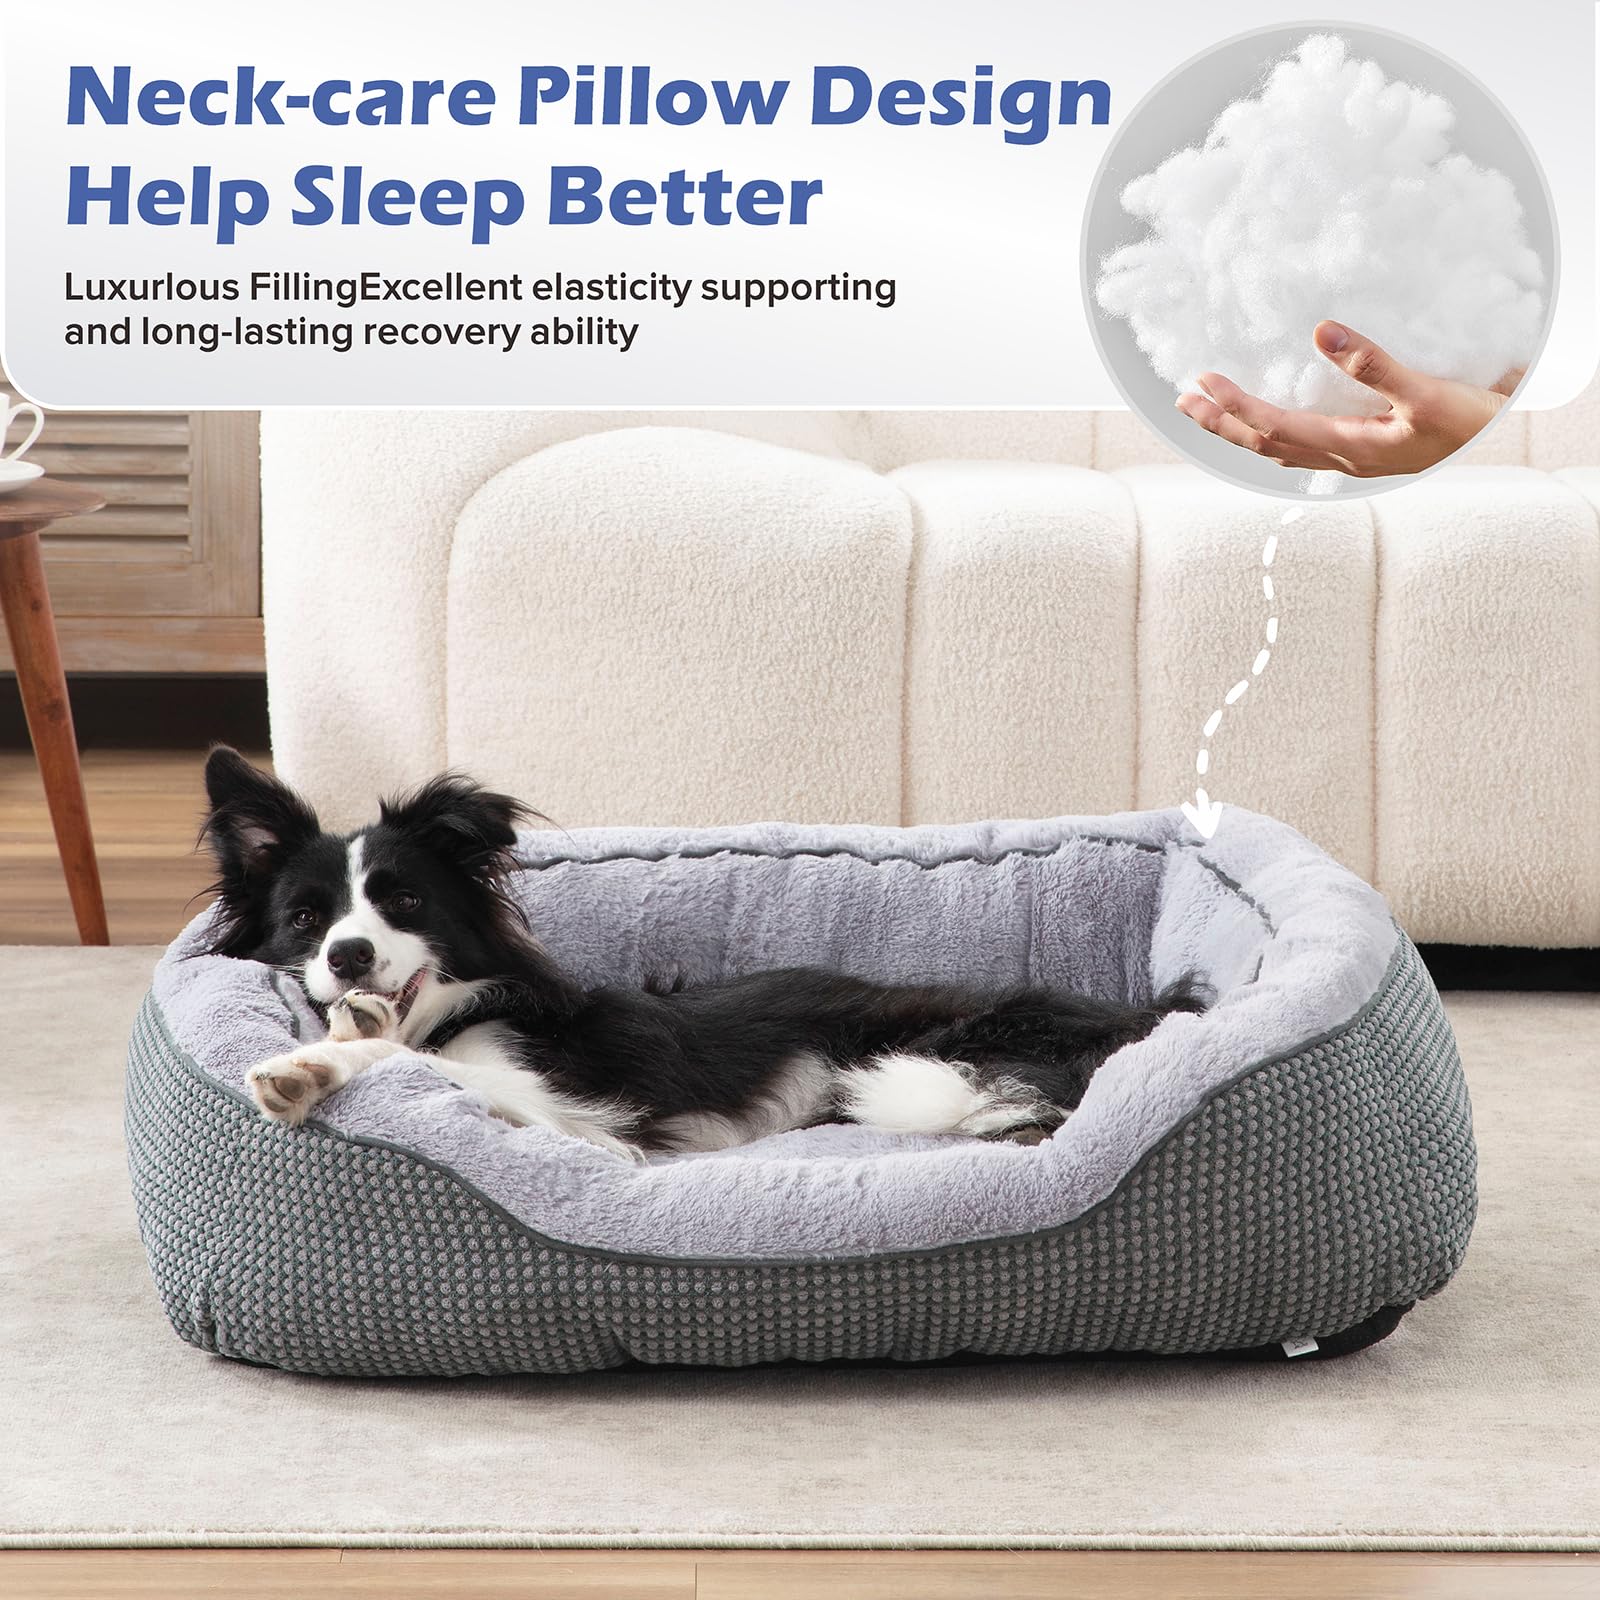 Neck-care Pillow Design
Help Sleep Better
Luxurlous FillingExcellent elasticity supporting
and long-lasting recovery ability